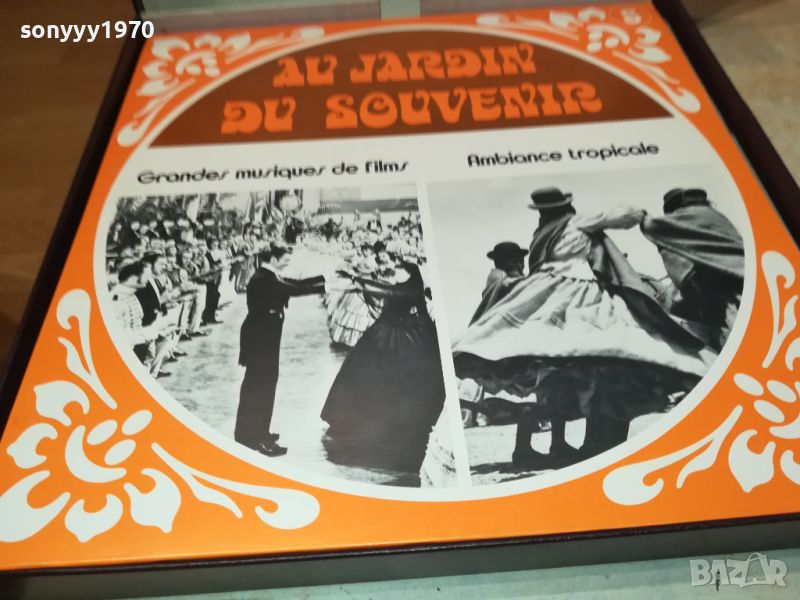 sonyyy1970
AU JARDIN
DU SOUVENIR
Grandes musiques de films
Ambiance tropicale
BAZAR